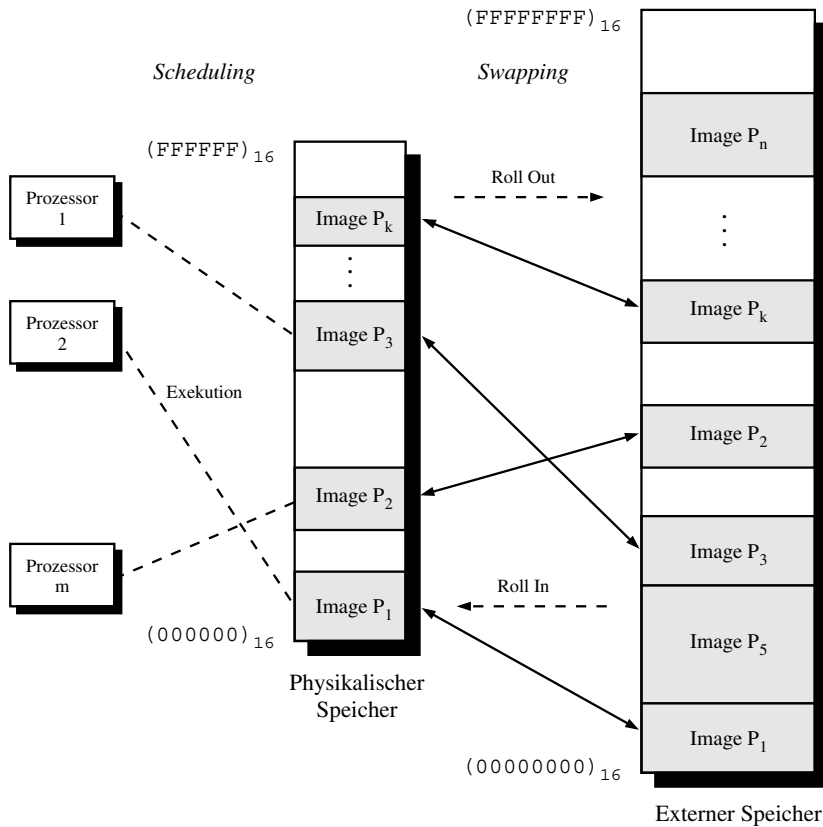 (FFFFFFFF)16
Scheduling
Swapping
(FFFFFF)16
Image Pn
Roll Out
Prozessor
1
Image Pk
Image Pk
Prozessor
2
Image P3
Exekution
Image P2
Image P2
Prozessor
m
Image P3
Roll In
Image P1
(000000)16
Image P5
Physikalischer
Speicher
Image P1
(00000000)16
Externer Speicher